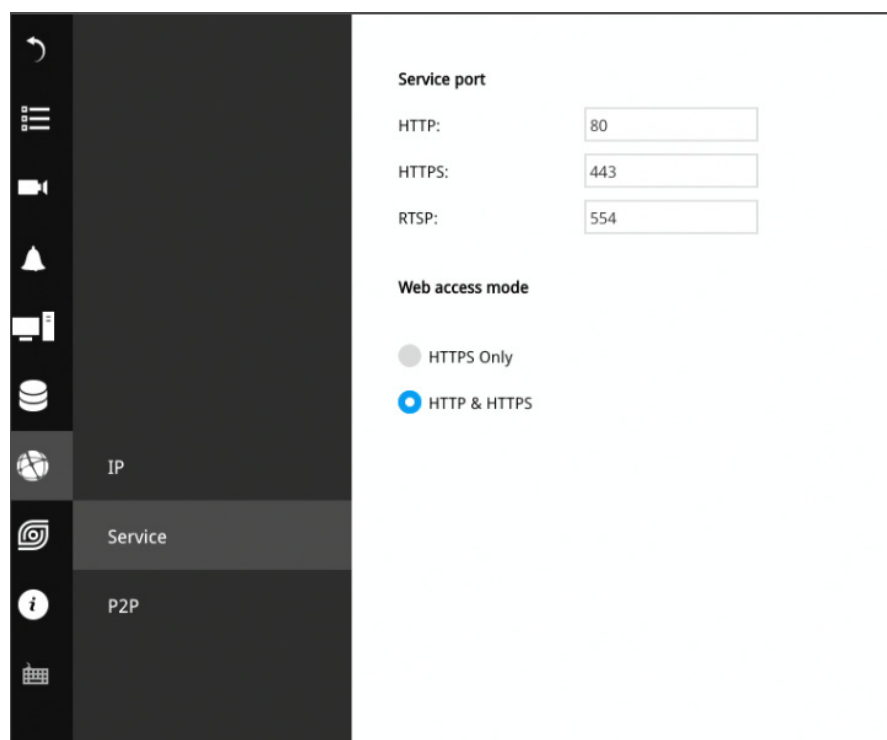 Service port
HTTP: 80
HTTPS: 443
RTSP: 554
Web access mode
HTTPS Only
HTTP & HTTPS
IP
Service
P2P